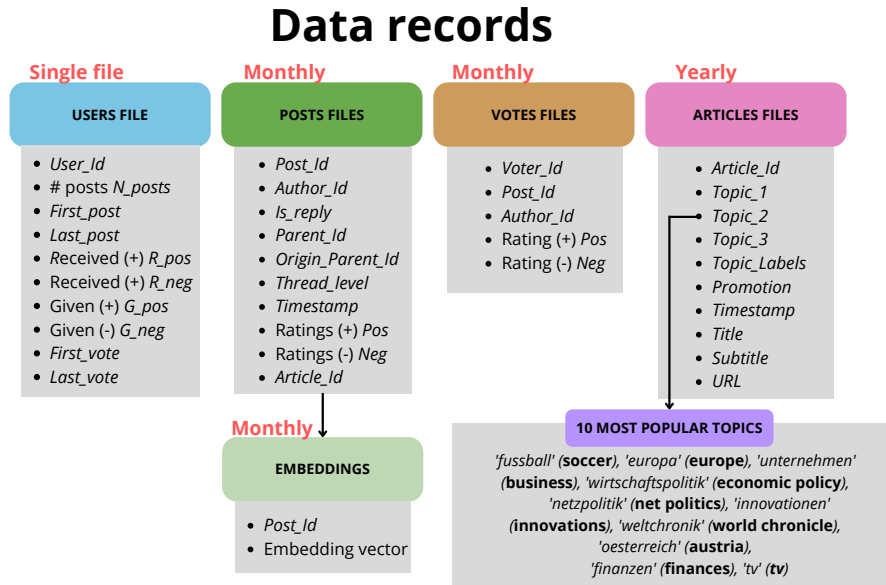 Data records
Single file
USERS FILE
• User_Id
• # posts N_posts
• First_post
• Last_post
• Received (+) R_pos
• Received (+) R_neg
• Given (+) G_pos
• Given (-) G_neg
• First_vote
• Last_vote
Monthly
POSTS FILES
• Post_Id
• Author_Id
• Is_reply
• Parent_Id
• Origin_Parent_Id
• Thread_level
• Timestamp
• Ratings (+) Pos
• Ratings (-) Neg
• Article_Id
Monthly
EMBEDDINGS
• Post_Id
• Embedding vector
Monthly
VOTES FILES
• Voter_Id
• Post_Id
• Author_Id
• Rating (+) Pos
• Rating (-) Neg
Yearly
ARTICLES FILES
• Article_Id
• Topic_1
• Topic_2
• Topic_3
• Topic_Labels
• Promotion
• Timestamp
• Title
• Subtitle
• URL
10 MOST POPULAR TOPICS
'fussball' (soccer), 'europa' (europe), 'unternehmen'
(business), 'wirtschaftspolitik' (economic policy),
'netzpolitik' (net politics), 'innovationen'
(innovations), 'weltchronik' (world chronicle),
'oesterreich' (austria),
'finanzen' (finances), 'tv' (tv)